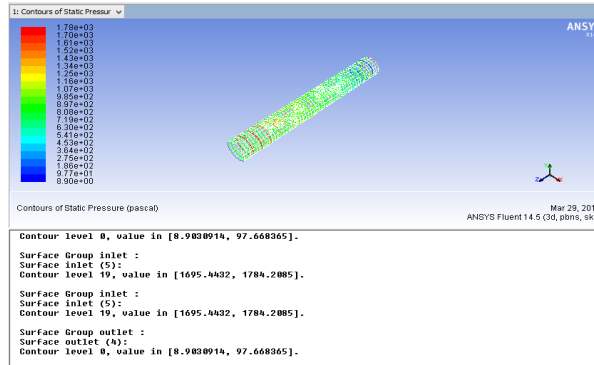 1: Contours of Static Pressur
1.78e+03
1.70e+03
1.61e+03
1.52e+03
1.43e+03
1.34e+03
1.25e+03
1.16e+03
1.07e+03
9.85e+02
8.97e+02
8.08e+02
7.19e+02
6.30e+02
5.41e+02
4.53e+02
3.64e+02
2.75e+02
1.86e+02
9.77e+01
8.90e+00
ANSY
Y
Z
X
Contours of Static Pressure (pascal)
Mar 29, 201
ANSYS Fluent 14.5 (3d, pbns, sk
Contour level 0, value in [8.9030914, 97.668365].
Surface Group inlet :
Surface inlet (5):
Contour level 19, value in [1695.4432, 1784.2085].
Surface Group inlet :
Surface inlet (5):
Contour level 19, value in [1695.4432, 1784.2085].
Surface Group outlet :
Surface outlet (4):
Contour level 0, value in [8.9030914, 97.668365].